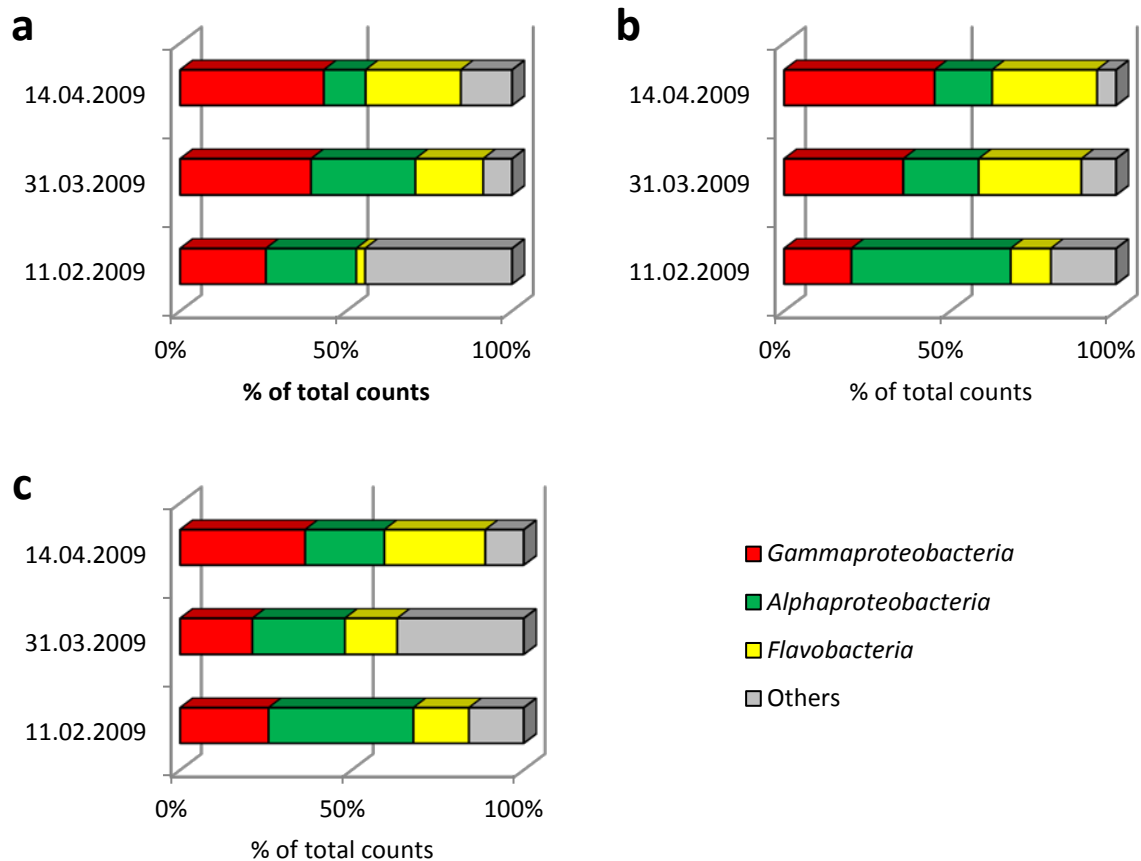 a
14.04.2009
31.03.2009
11.02.2009
0% 50% 100%
% of total counts
b
14.04.2009
31.03.2009
11.02.2009
0% 50% 100%
% of total counts
c
14.04.2009
31.03.2009
11.02.2009
0% 50% 100%
% of total counts
Gammaproteobacteria
Alphaproteobacteria
Flavobacteria
Others